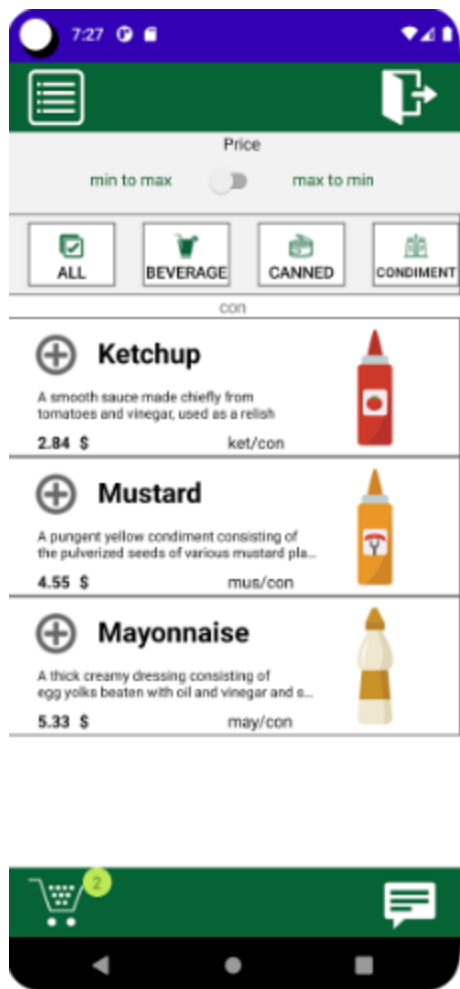 7:27
Price
min to max
max to min
ALL
BEVERAGE
CANNED
CONDIMENT
con
Ketchup
A smooth sauce made chiefly from
tomatoes and vinegar, used as a relish
2.84 $
ket/con
Mustard
A pungent yellow condiment consisting of
the pulverized seeds of various mustard pla...
4.55 $
mus/con
Mayonnaise
A thick creamy dressing consisting of
egg yolks beaten with oil and vinegar and s...
5.33 $
may/con
2